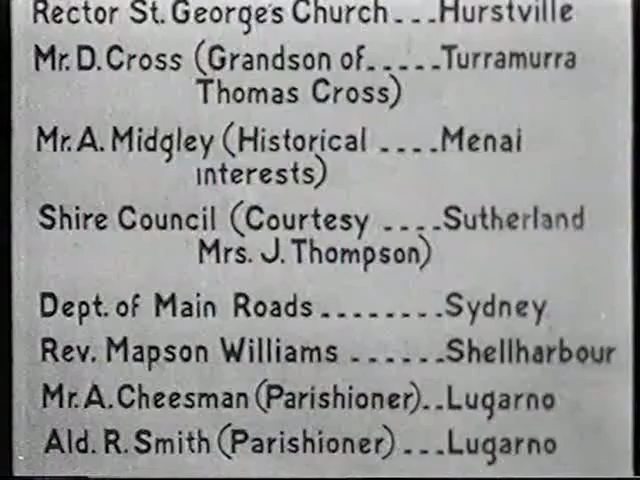 Rector St. George's Church...Hurstville
Mr. D. Cross (Grandson of.....Turramurra
Thomas Cross)
Mr. A. Midgley (Historical ....Menai
interests)
Shire Council (Courtesy ....Sutherland
Mrs. J. Thompson)
Dept. of Main Roads........Sydney
Rev. Mapson Williams ......Shellharbour
Mr. A. Cheesman (Parishioner)..Lugarno
Ald. R. Smith (Parishioner) ...Lugarno